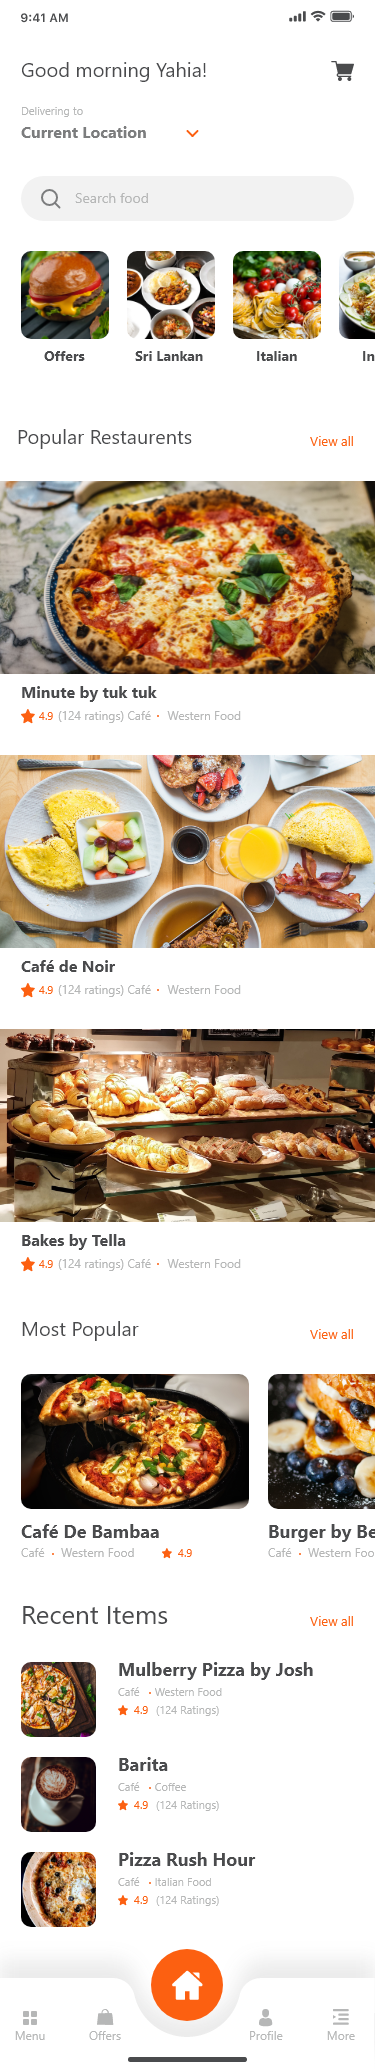 9:41 AM
Good morning Yahia!
Delivering to
Current Location
Search food
Offers
Sri Lankan
Italian
In
Popular Restaurents
View all
Minute by tuk tuk
4.9 (124 ratings) Café · Western Food
Café de Noir
4.9 (124 ratings) Café · Western Food
Bakes by Tella
4.9 (124 ratings) Café · Western Food
Most Popular
View all
Café De Bambaa
Café · Western Food 4.9
Burger by Be
Café · Western Foo
Recent Items
View all
Mulberry Pizza by Josh
Café · Western Food
4.9 (124 Ratings)
Barita
Café · Coffee
4.9 (124 Ratings)
Pizza Rush Hour
Café · Italian Food
4.9 (124 Ratings)
Menu
Offers
Profile
More